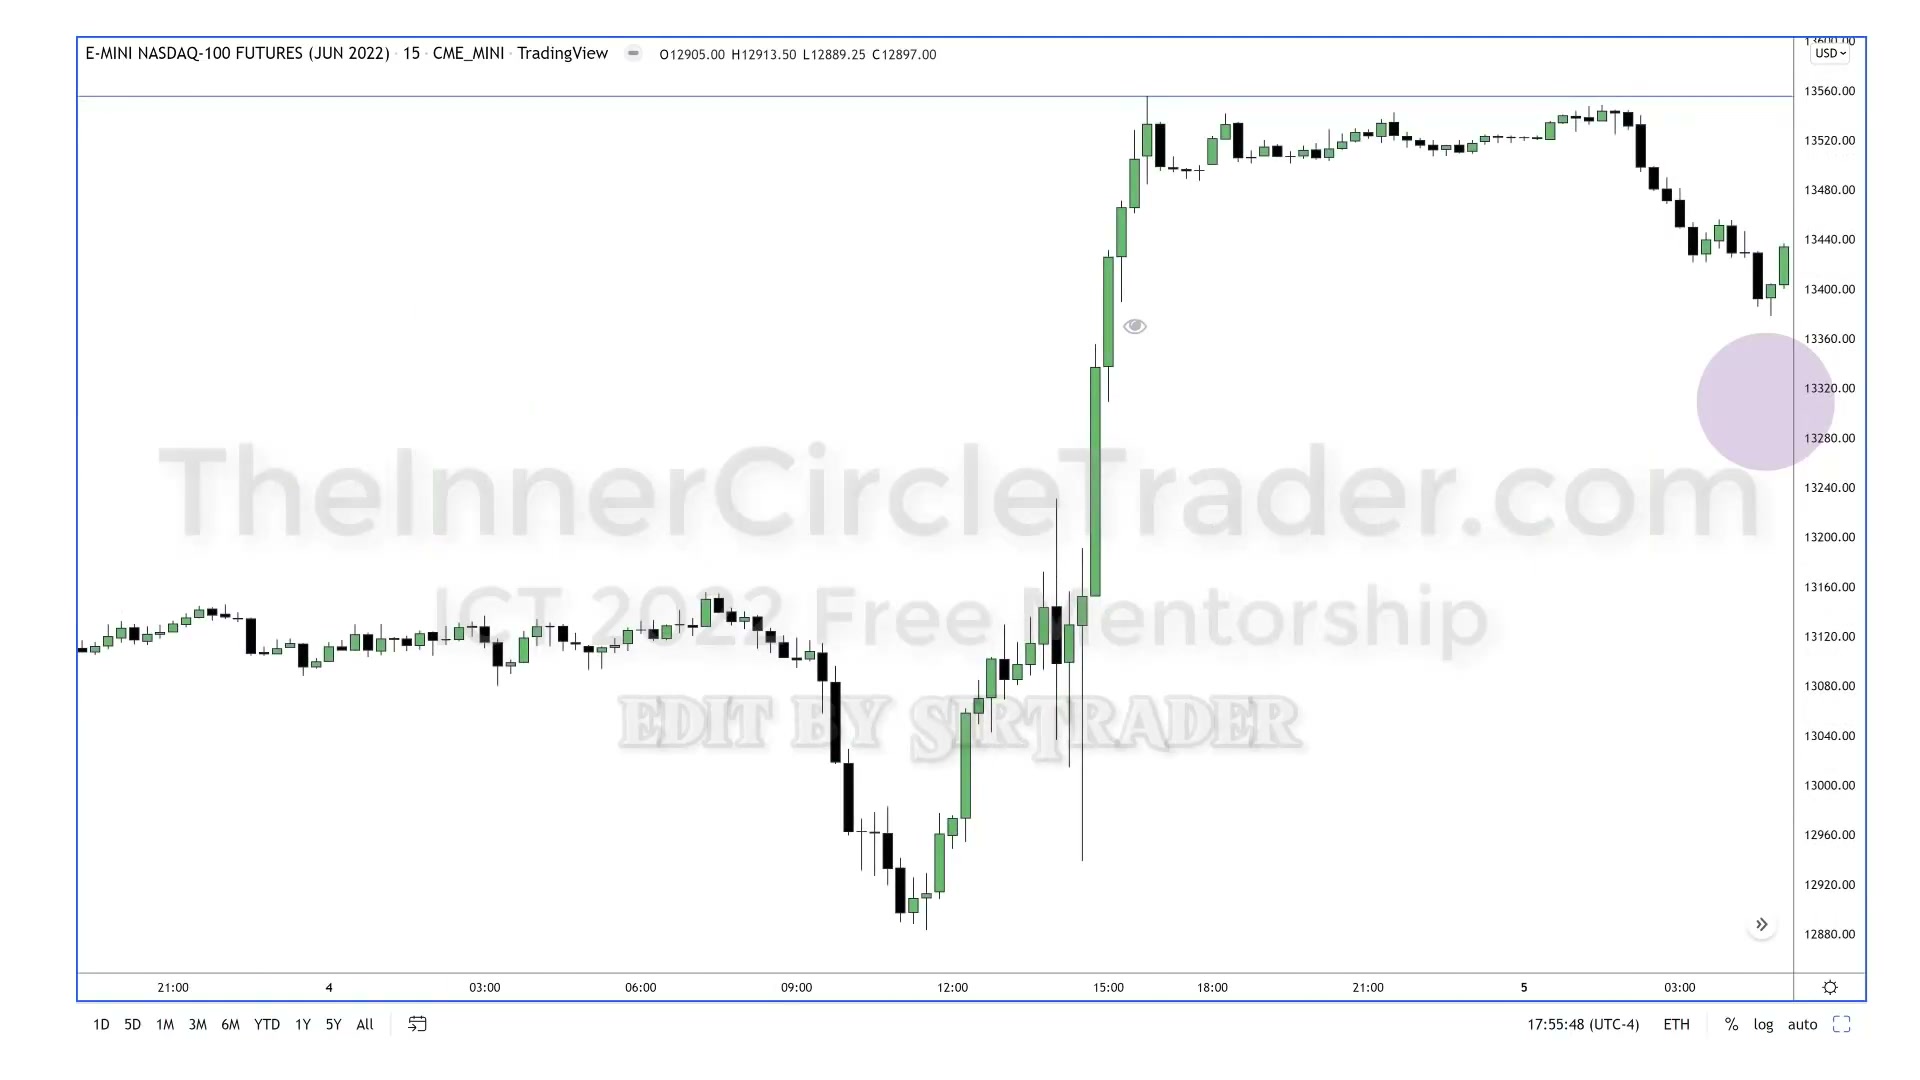 E-MINI NASDAQ-100 FUTURES (JUN 2022) · 15 · CME_MINI · TradingView O12905.00 H12913.50 L12889.25 C12897.00
13600.00
USD
13560.00
13520.00
13480.00
13440.00
13400.00
13360.00
13320.00
13280.00
13240.00
13200.00
13160.00
13120.00
13080.00
13040.00
13000.00
12960.00
12920.00
12880.00
TheInnerCircleTrader.com
ICT 2022 Free Mentorship
EDIT BY SIRTRADER
21:00 4 03:00 06:00 09:00 12:00 15:00 18:00 21:00 5 03:00
1D 5D 1M 3M 6M YTD 1Y 5Y All 17:55:48 (UTC-4) ETH % log auto